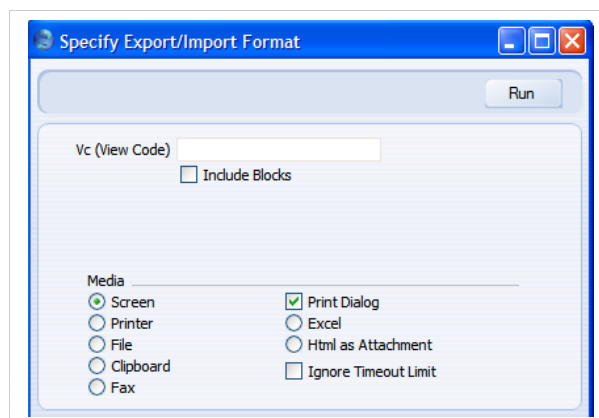 Specify Export/Import Format
Run
Vc (View Code)
Include Blocks
Media
Screen
Print Dialog
Printer
Excel
File
Html as Attachment
Clipboard
Ignore Timeout Limit
Fax